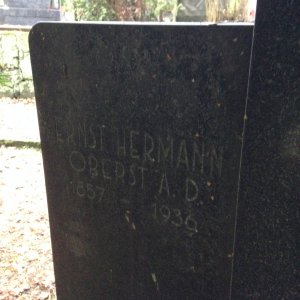 ERNST HERMANN
OBERST A.D.
1857
1936